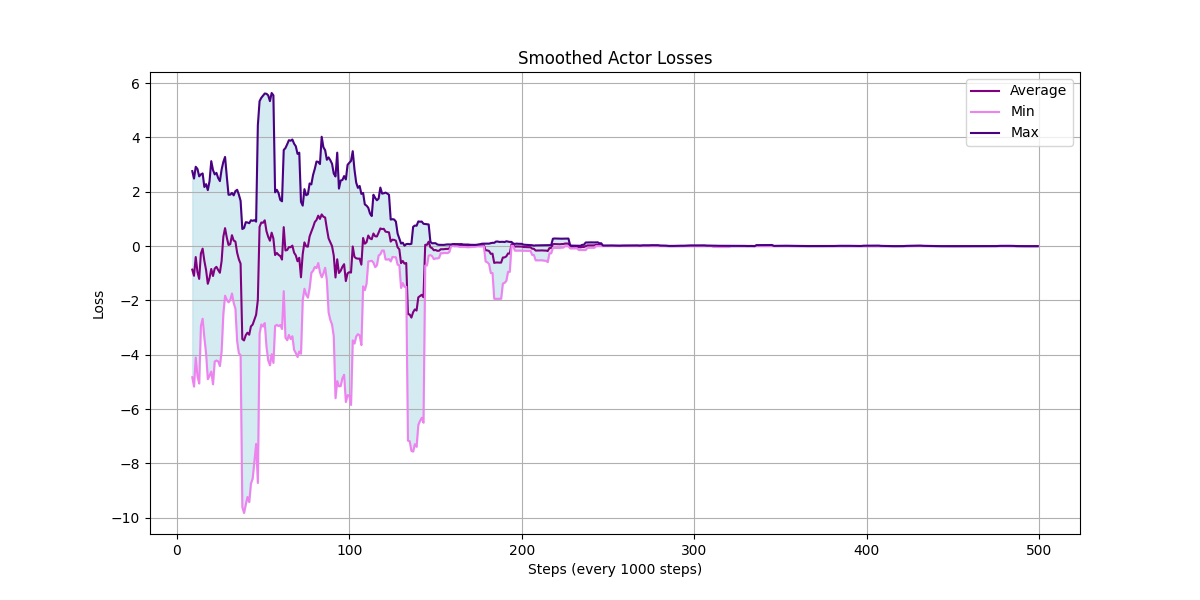 Smoothed Actor Losses
6
4
2
0
−2
−4
−6
−8
−10
Loss
Average
Min
Max
0 100 200 300 400 500
Steps (every 1000 steps)